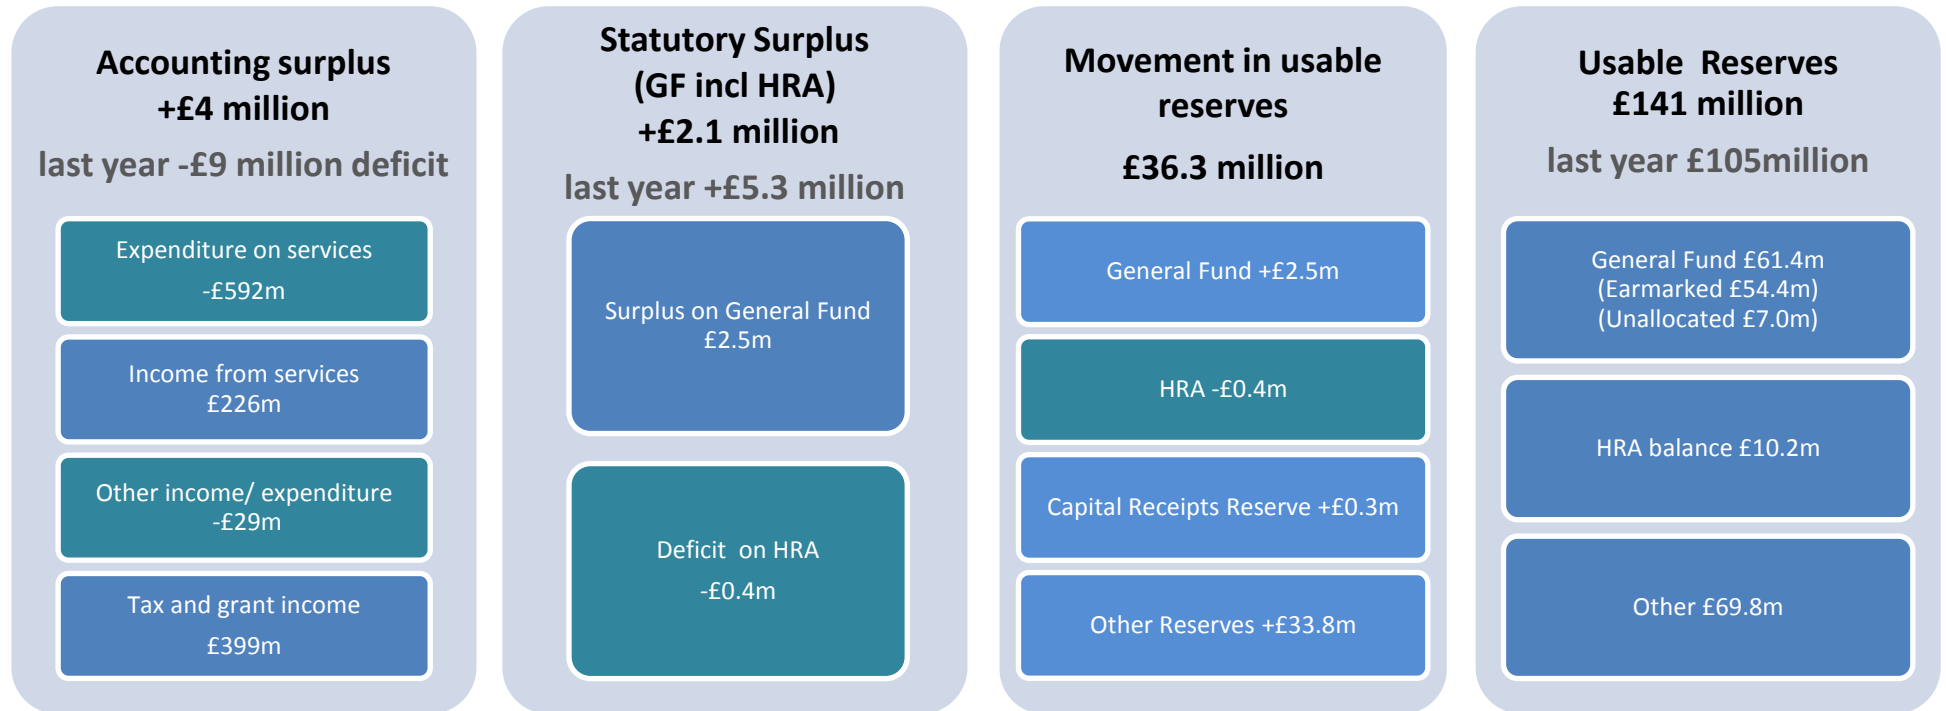 Accounting surplus
+£4 million
last year -£9 million deficit
Expenditure on services
-£592m
Income from services
£226m
Other income/ expenditure
-£29m
Tax and grant income
£399m
Statutory Surplus
(GF incl HRA)
+£2.1 million
last year +£5.3 million
Surplus on General Fund
£2.5m
Deficit on HRA
-£0.4m
Movement in usable
reserves
£36.3 million
General Fund +£2.5m
HRA -£0.4m
Capital Receipts Reserve +£0.3m
Other Reserves +£33.8m
Usable Reserves
£141 million
last year £105million
General Fund £61.4m
(Earmarked £54.4m)
(Unallocated £7.0m)
HRA balance £10.2m
Other £69.8m